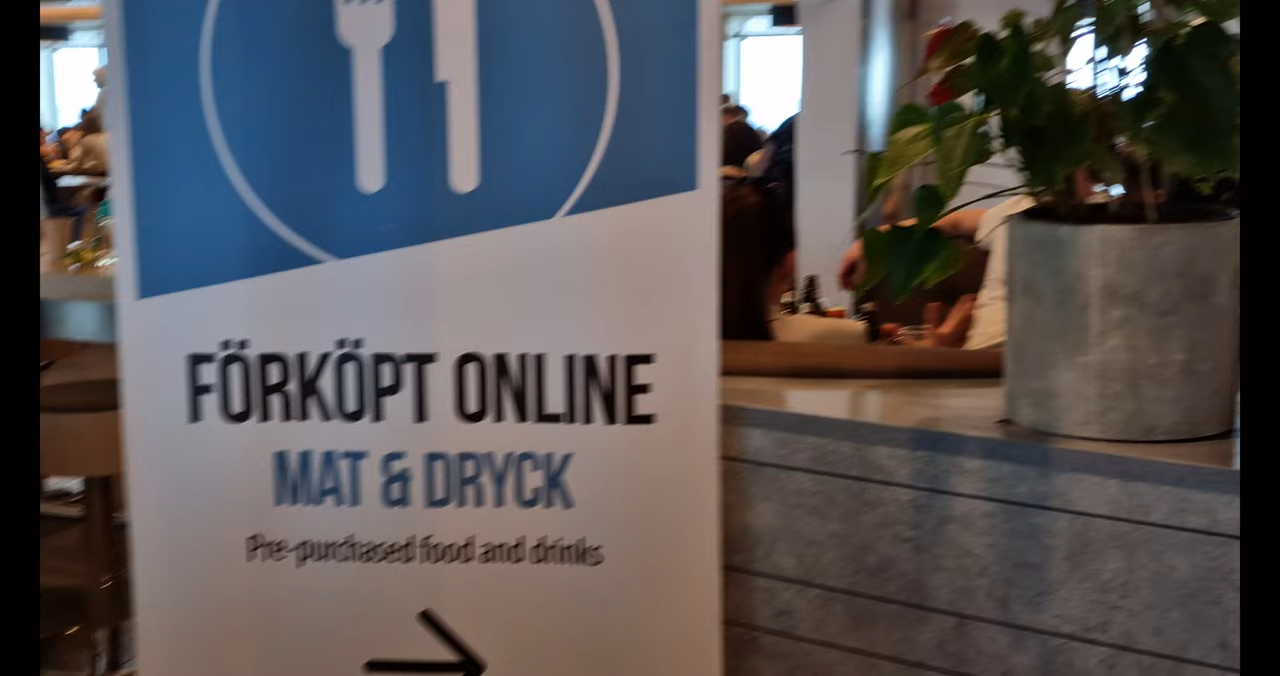 FÖRKÖPT ONLINE
MAT & DRYCK
Pre-purchased food and drinks